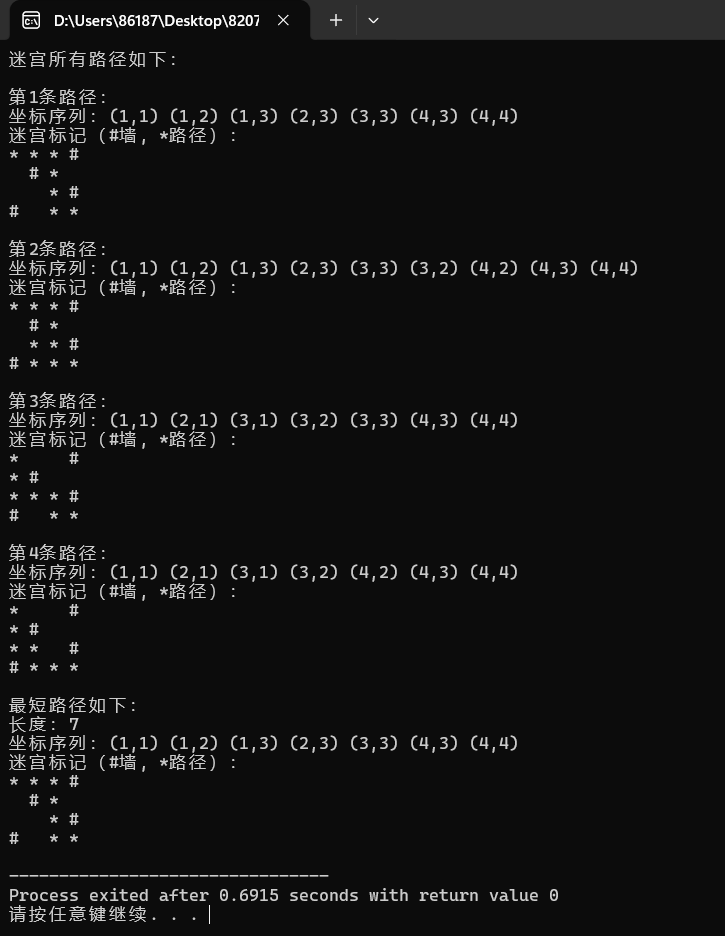 D:\Users\86187\Desktop\8207
迷宫所有路径如下:
第1条路径:
坐标序列: (1,1) (1,2) (1,3) (2,3) (3,3) (4,3) (4,4)
迷宫标记 (#墙, *路径) :
* * * #
  # *
    * #
#   * *
第2条路径:
坐标序列: (1,1) (1,2) (1,3) (2,3) (3,3) (3,2) (4,2) (4,3) (4,4)
迷宫标记 (#墙, *路径) :
* * * #
  # *
  * * #
# * * *
第3条路径:
坐标序列: (1,1) (2,1) (3,1) (3,2) (3,3) (4,3) (4,4)
迷宫标记 (#墙, *路径) :
*     #
* #
* * * #
#   * *
第4条路径:
坐标序列: (1,1) (2,1) (3,1) (3,2) (4,2) (4,3) (4,4)
迷宫标记 (#墙, *路径) :
*     #
* #
* *   #
# * * *
最短路径如下:
长度: 7
坐标序列: (1,1) (1,2) (1,3) (2,3) (3,3) (4,3) (4,4)
迷宫标记 (#墙, *路径) :
* * * #
  # *
    * #
#   * *
--------------------------------
Process exited after 0.6915 seconds with return value 0
请按任意键继续. . .